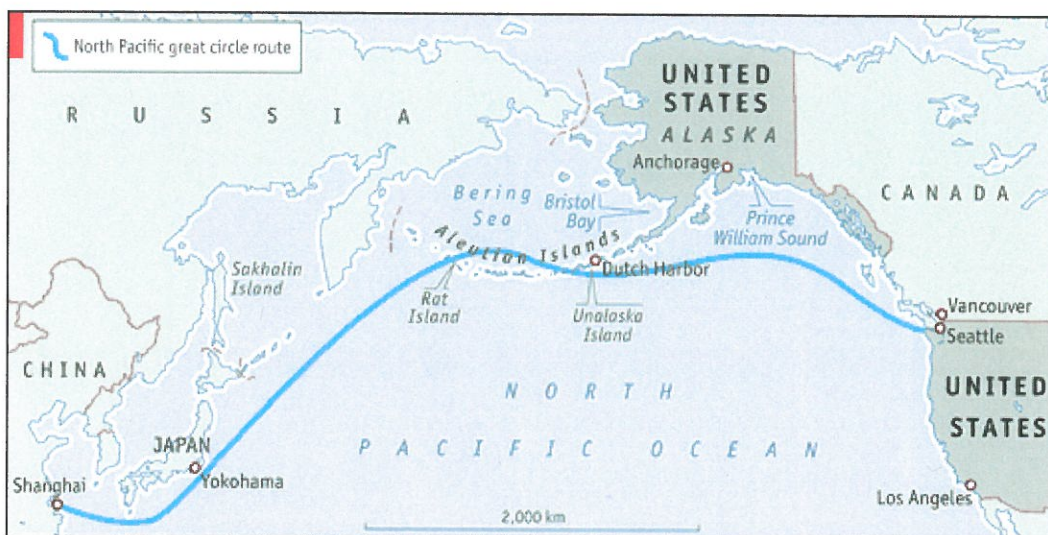 North Pacific great circle route
R U S S I A
UNITED
STATES
ALASKA
Anchorage
CANADA
Bering
Sea
Bristol
Bay
Prince
William Sound
Aleutian Islands
Dutch Harbor
Sakhalin
Island
Rat
Island
Unalaska
Island
Vancouver
Seattle
CHINA
UNITED
STATES
N O R T H
P A C I F I C O C E A N
JAPAN
Yokohama
Shanghai
Los Angeles
2,000 km